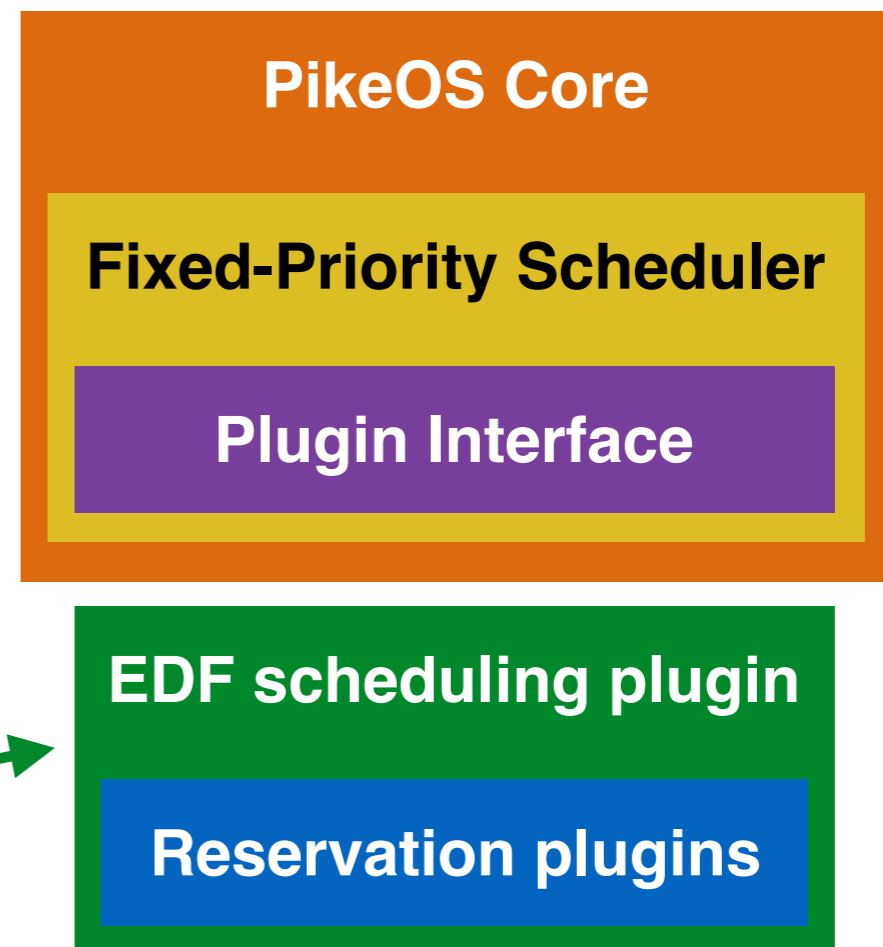 PikeOS Core
Fixed-Priority Scheduler
Plugin Interface
EDF scheduling plugin
Reservation plugins